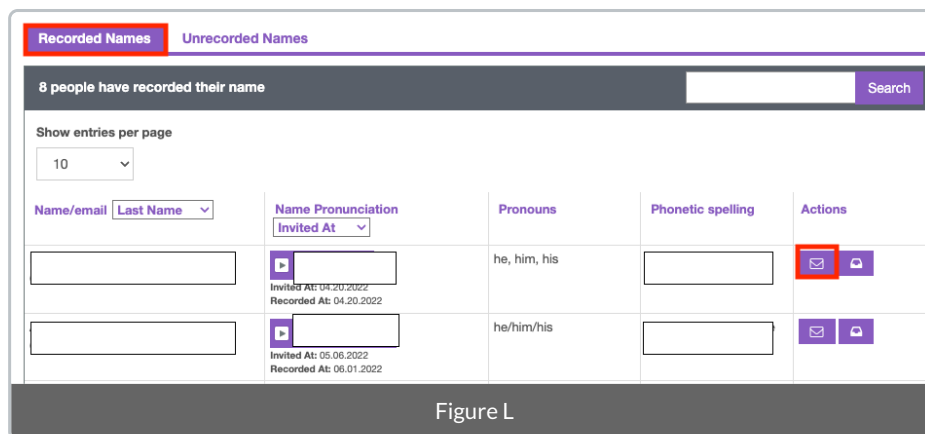 Recorded Names Unrecorded Names
8 people have recorded their name Search
Show entries per page
10
Name/email Last Name Name Pronunciation Pronouns Phonetic spelling Actions
Invited At
he, him, his
Invited At: 04.20.2022
Recorded At: 04.20.2022
he/him/his
Invited At: 05.06.2022
Recorded At: 06.01.2022
Figure L